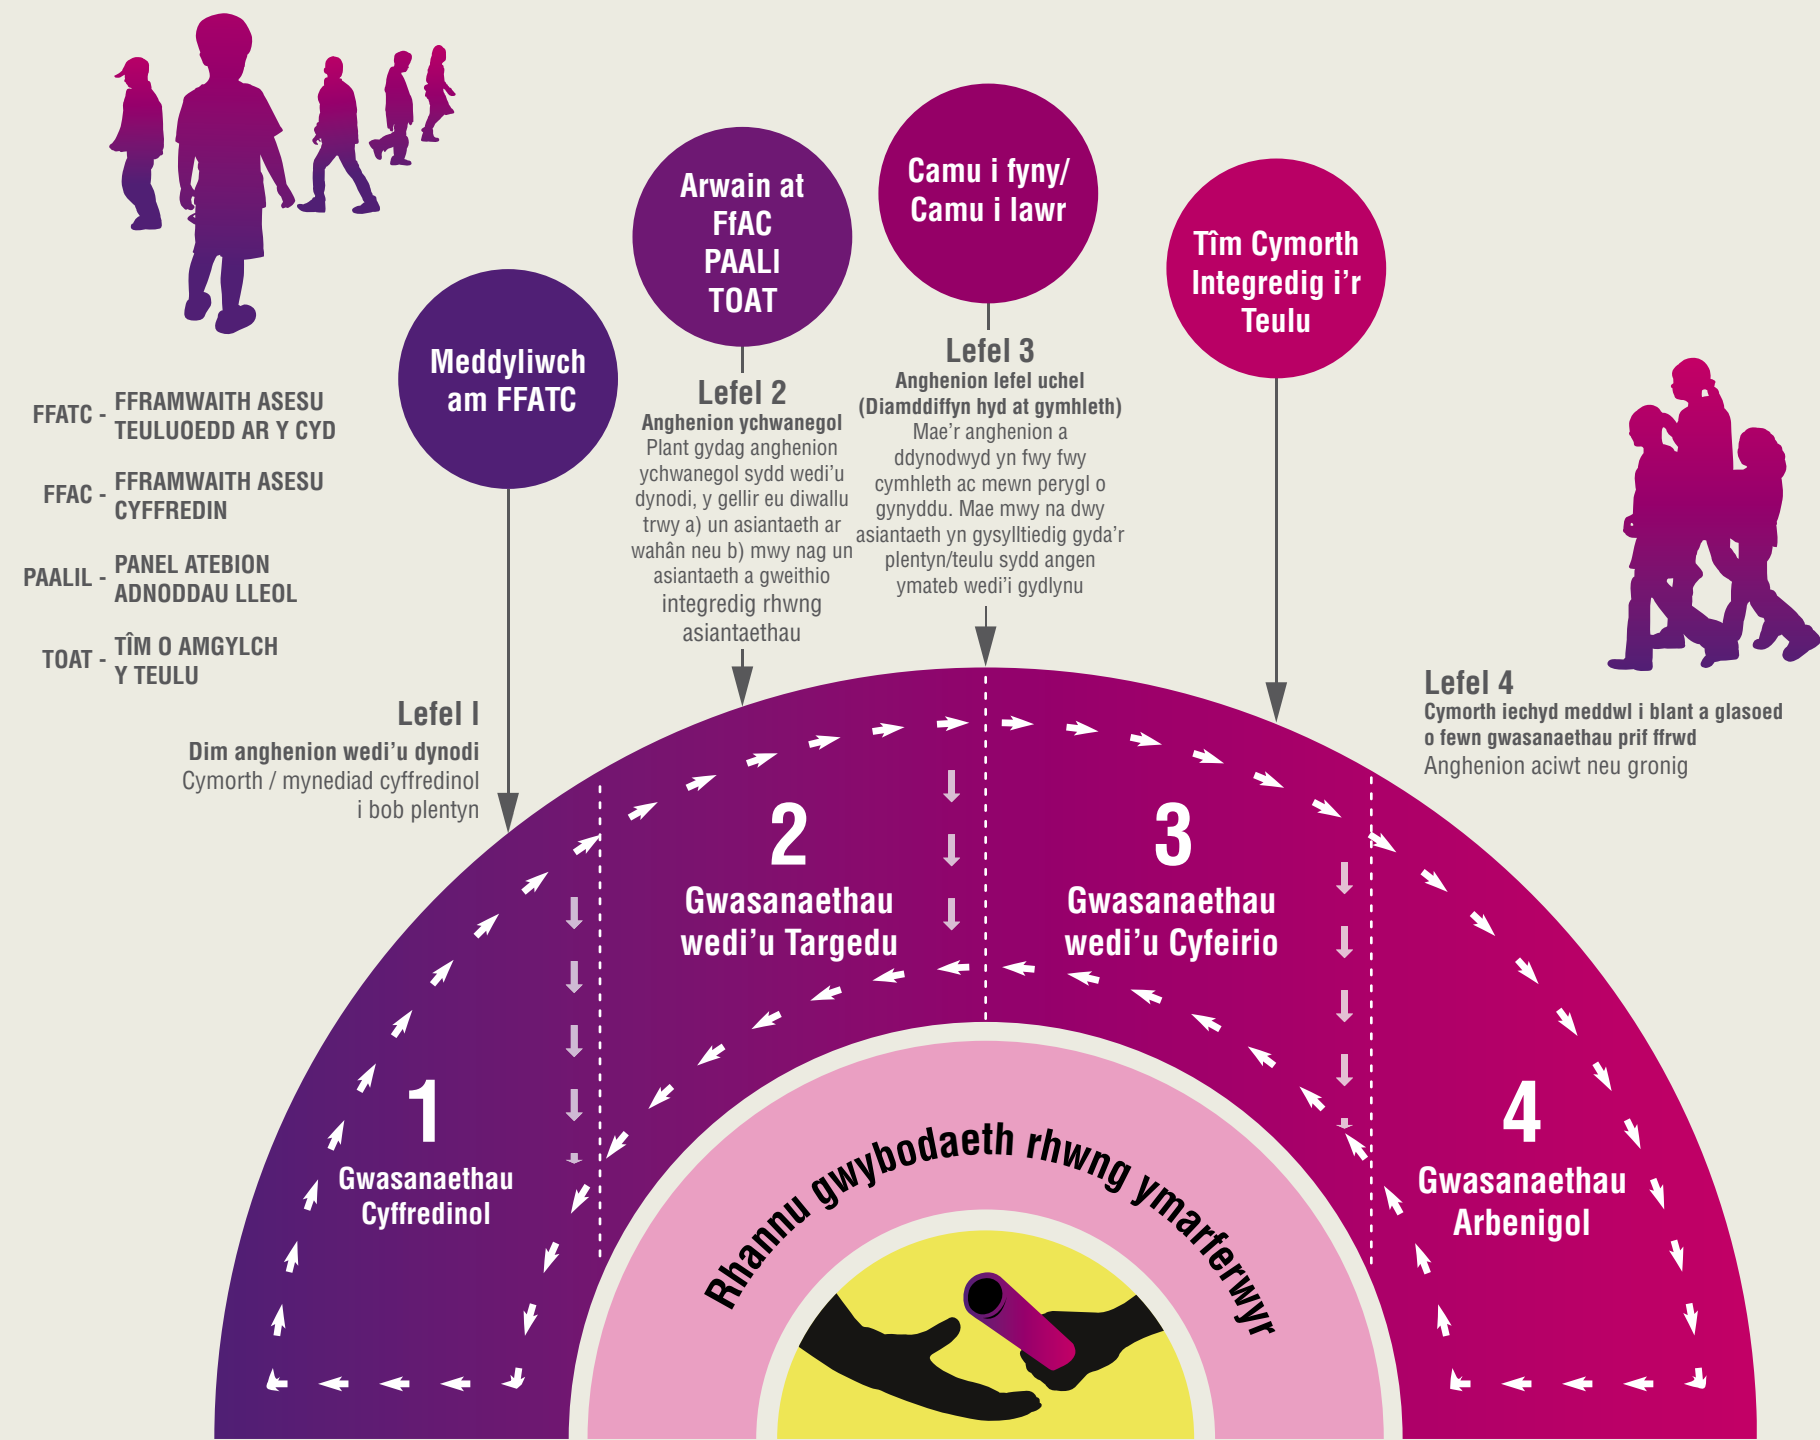 Meddyliwch
am FFATC
Arwain at
FfAC
PAALl
TOAT
Camu i fyny/
Camu i lawr
Tîm Cymorth
Integredig i'r
Teulu
FFATC - FFRAMWAITH ASESU
TEULUOEDD AR Y CYD
FFAC - FFRAMWAITH ASESU
CYFFREDIN
PAALIL - PANEL ATEBION
ADNODDAU LLEOL
TOAT - TÎM O AMGYLCH
Y TEULU
Lefel l
Dim anghenion wedi'u dynodi
Cymorth / mynediad cyffredinol
i bob plentyn
Lefel 2
Anghenion ychwanegol
Plant gydag anghenion
ychwanegol sydd wedi'u
dynodi, y gellir eu diwallu
trwy a) un asiantaeth ar
wahân neu b) mwy nag un
asiantaeth a gweithio
integredig rhwng
asiantaethau
Lefel 3
Anghenion lefel uchel
(Diamddiffyn hyd at gymhleth)
Mae'r anghenion a
ddynodwyd yn fwy fwy
cymhleth ac mewn perygl o
gynyddu. Mae mwy na dwy
asiantaeth yn gysylltiedig gyda'r
plentyn/teulu sydd angen
ymateb wedi'i gydlynu
Lefel 4
Cymorth iechyd meddwl i blant a glasoed
o fewn gwasanaethau prif ffrwd
Anghenion aciwt neu gronig
1
Gwasanaethau
Cyffredinol
2
Gwasanaethau
wedi'u Targedu
3
Gwasanaethau
wedi'u Cyfeirio
4
Gwasanaethau
Arbenigol
Rhannu gwybodaeth rhwng ymarferwyr